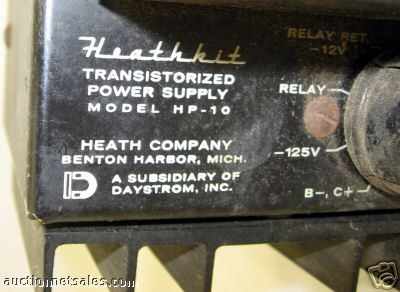 Heathkit
TRANSISTORIZED
POWER SUPPLY
MODEL HP-10
HEATH COMPANY
BENTON HARBOR, MICH.
D
A SUBSIDIARY OF
DAYSTROM, INC.
RELAY RET.
-12V
RELAY
-125V
B-, C+
auctionnetsales.com